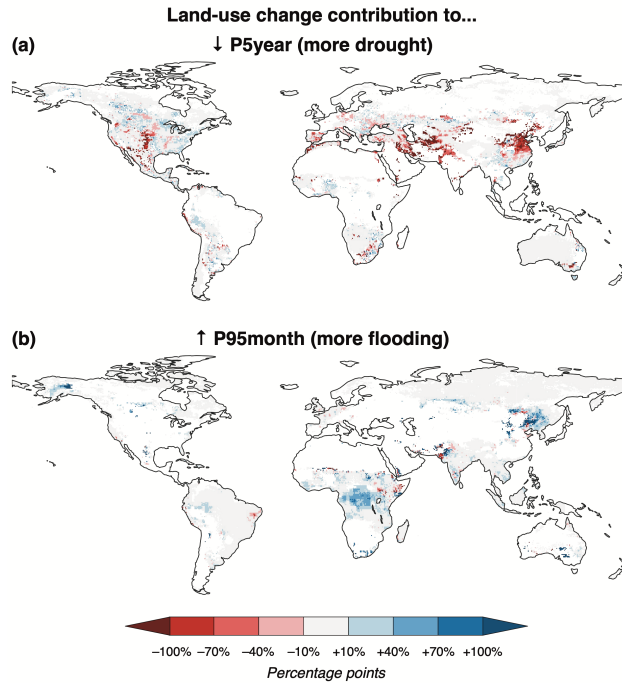 Land-use change contribution to...
(a)
↓ P5year (more drought)
(b)
↑ P95month (more flooding)
−100% −70% −40% −10% +10% +40% +70% +100%
Percentage points